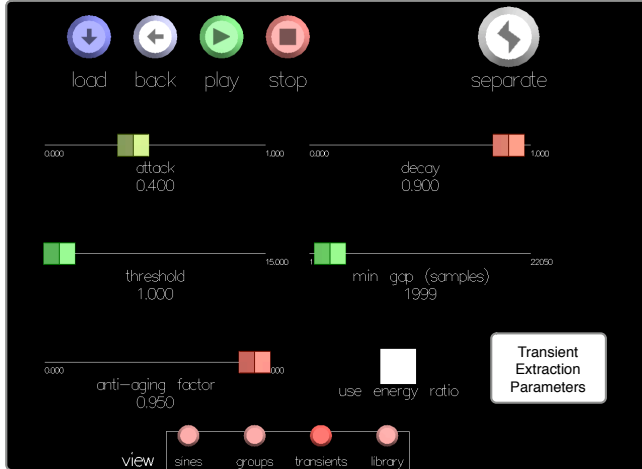 load back play stop separate
0.000 1.000 0.000 1.000
attack decay
0.400 0.900
15.000 1 22050
threshold min gap (samples)
1.000 1999
0.000 000
anti-aging factor use energy ratio
0.950
Transient
Extraction
Parameters
view sines groups transients library